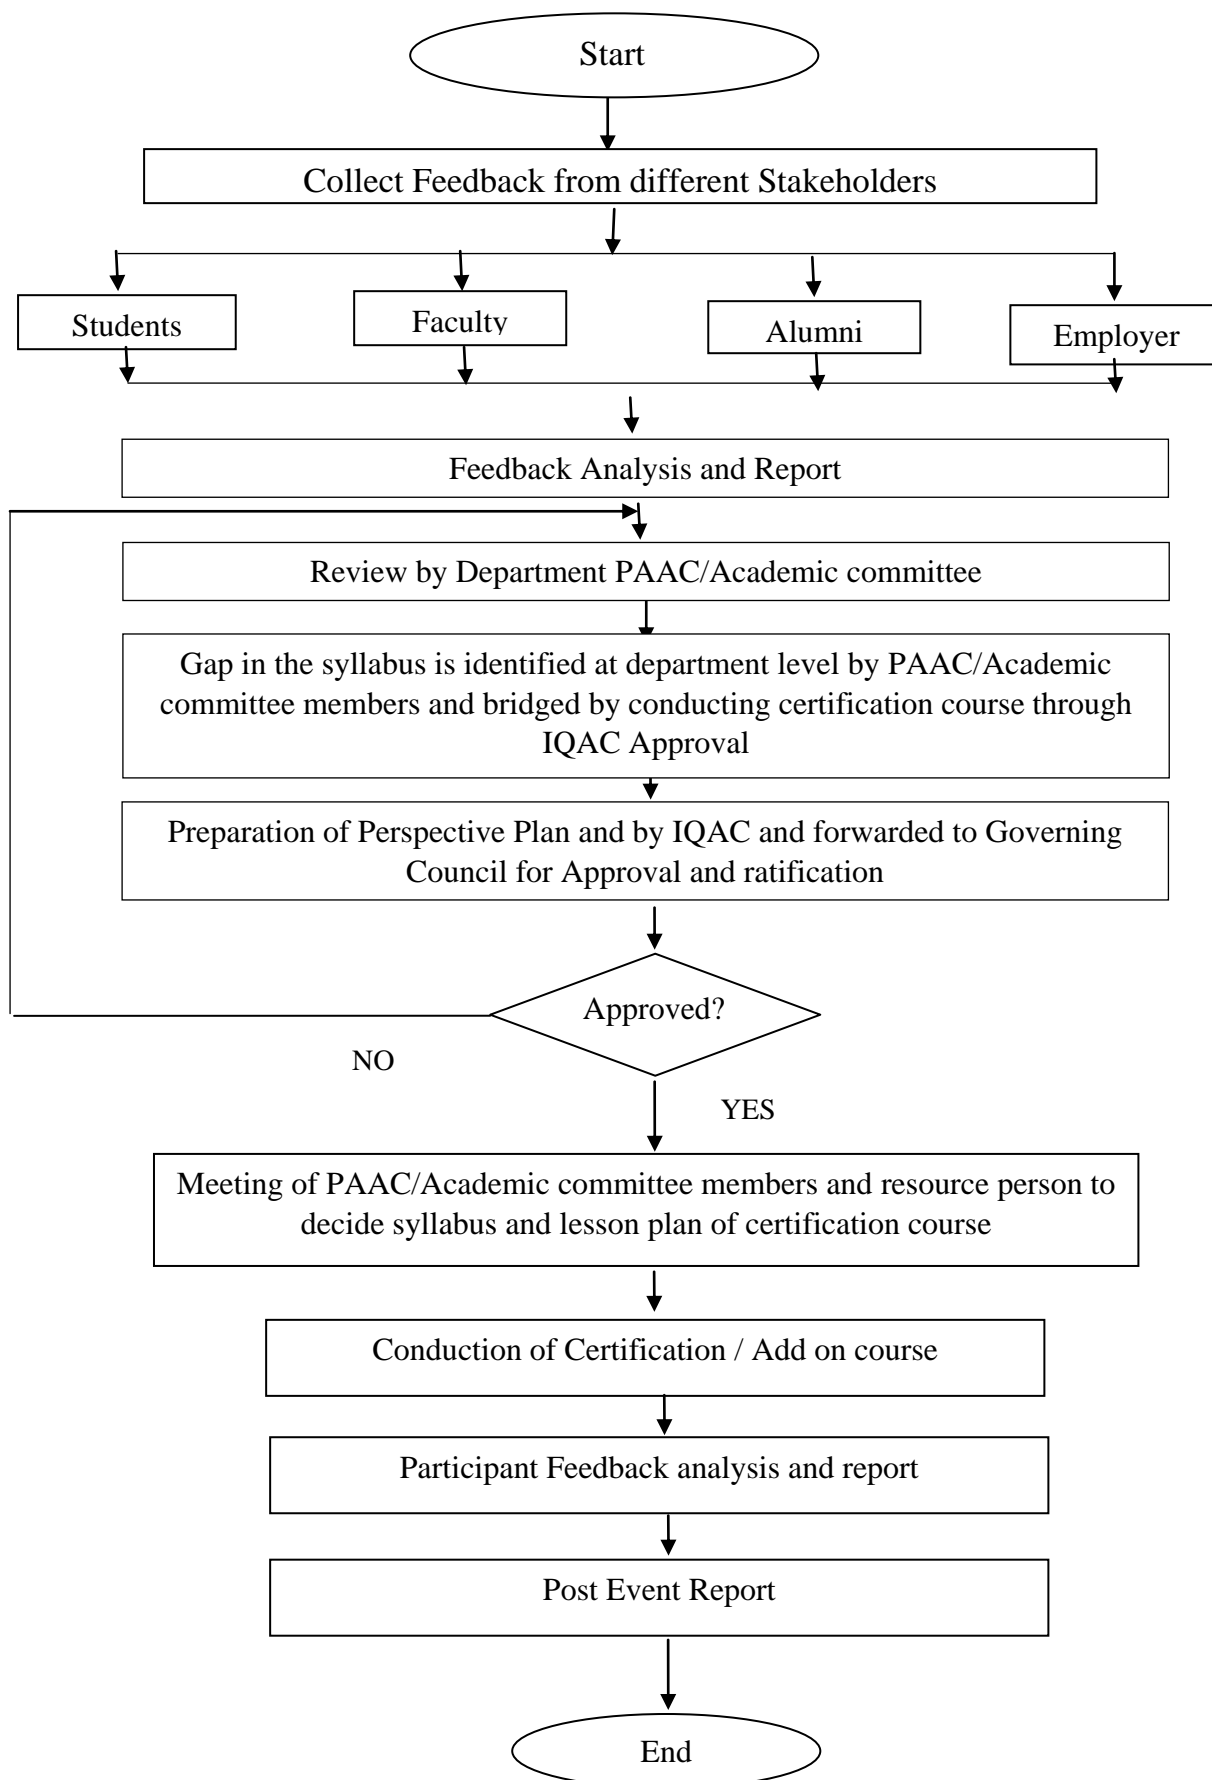 Start
Collect Feedback from different Stakeholders
Students
Faculty
Alumni
Employer
Feedback Analysis and Report
Review by Department PAAC/Academic committee
Gap in the syllabus is identified at department level by PAAC/Academic
committee members and bridged by conducting certification course through
IQAC Approval
Preparation of Perspective Plan and by IQAC and forwarded to Governing
Council for Approval and ratification
Approved?
NO
YES
Meeting of PAAC/Academic committee members and resource person to
decide syllabus and lesson plan of certification course
Conduction of Certification / Add on course
Participant Feedback analysis and report
Post Event Report
End